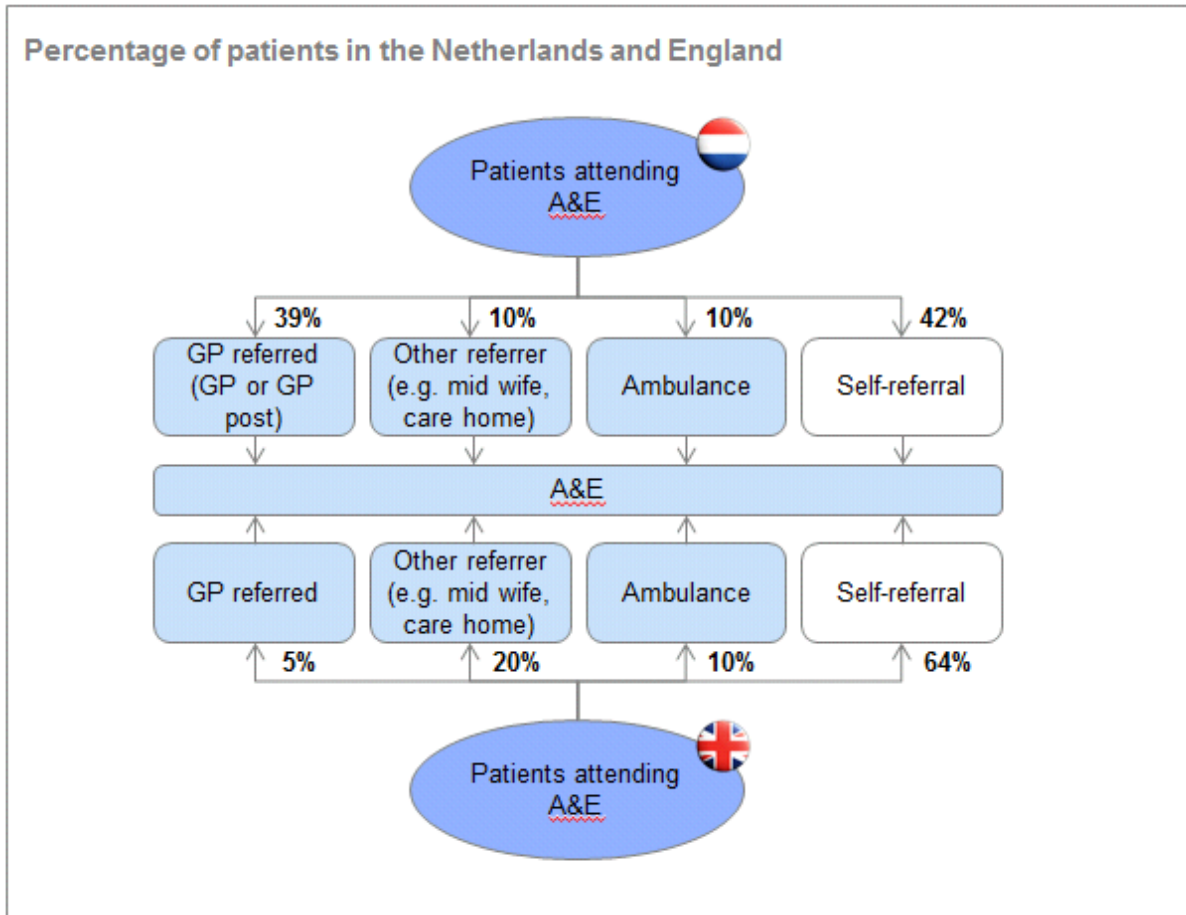 Percentage of patients in the Netherlands and England
Patients attending
A&E
39%
10%
10%
42%
GP referred
(GP or GP
post)
Other referrer
(e.g. mid wife,
care home)
Ambulance
Self-referral
A&E
GP referred
Other referrer
(e.g. mid wife,
care home)
Ambulance
Self-referral
5%
20%
10%
64%
Patients attending
A&E